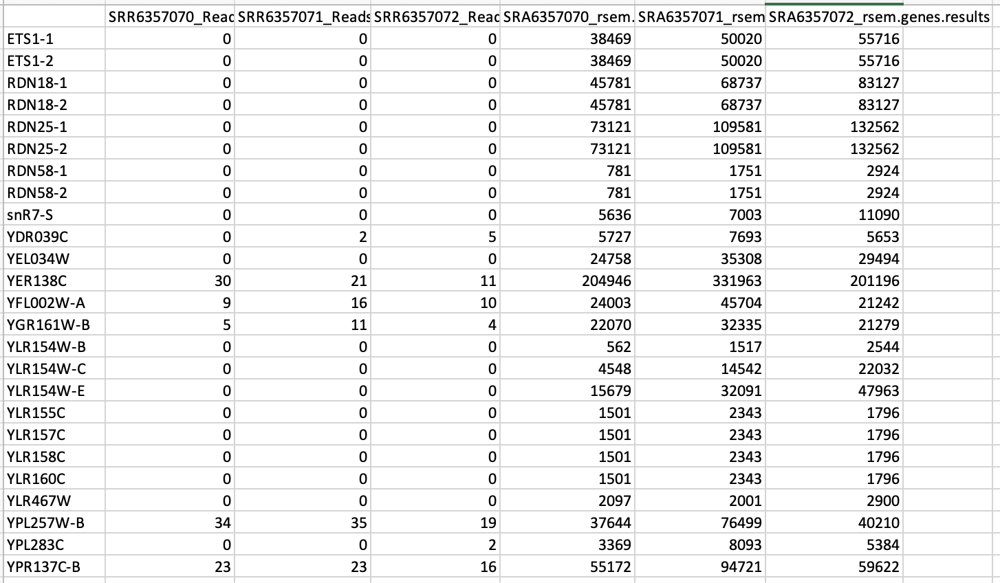 SRR6357070_Read SRR6357071_Reads SRR6357072_Read SRA6357070_rsem. SRA6357071_rsem SRA6357072_rsem.genes.results
ETS1-1 0 0 0 38469 50020 55716
ETS1-2 0 0 0 38469 50020 55716
RDN18-1 0 0 0 45781 68737 83127
RDN18-2 0 0 0 45781 68737 83127
RDN25-1 0 0 0 73121 109581 132562
RDN25-2 0 0 0 73121 109581 132562
RDN58-1 0 0 0 781 1751 2924
RDN58-2 0 0 0 781 1751 2924
snR7-S 0 0 0 5636 7003 11090
YDR039C 0 2 5 5727 7693 5653
YEL034W 0 0 0 24758 35308 29494
YER138C 30 21 11 204946 331963 201196
YFL002W-A 9 16 10 24003 45704 21242
YGR161W-B 5 11 4 22070 32335 21279
YLR154W-B 0 0 0 562 1517 2544
YLR154W-C 0 0 0 4548 14542 22032
YLR154W-E 0 0 0 15679 32091 47963
YLR155C 0 0 0 1501 2343 1796
YLR157C 0 0 0 1501 2343 1796
YLR158C 0 0 0 1501 2343 1796
YLR160C 0 0 0 1501 2343 1796
YLR467W 0 0 0 2097 2001 2900
YPL257W-B 34 35 19 37644 76499 40210
YPL283C 0 0 2 3369 8093 5384
YPR137C-B 23 23 16 55172 94721 59622